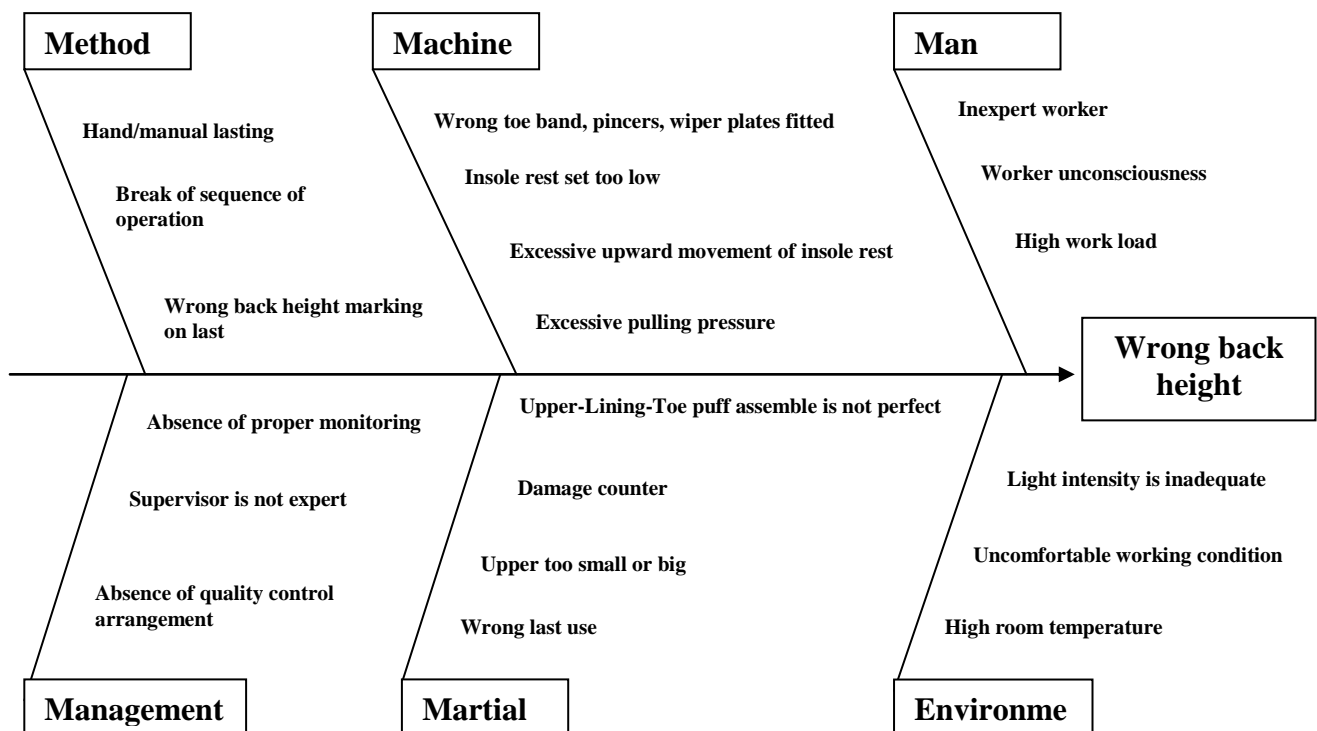 Method
Machine
Man
Hand/manual lasting
Break of sequence of
operation
Wrong back height marking
on last
Wrong toe band, pincers, wiper plates fitted
Insole rest set too low
Excessive upward movement of insole rest
Excessive pulling pressure
Inexpert worker
Worker unconsciousness
High work load
Wrong back
height
Absence of proper monitoring
Supervisor is not expert
Absence of quality control
arrangement
Upper-Lining-Toe puff assemble is not perfect
Damage counter
Upper too small or big
Wrong last use
Light intensity is inadequate
Uncomfortable working condition
High room temperature
Management
Martial
Environme